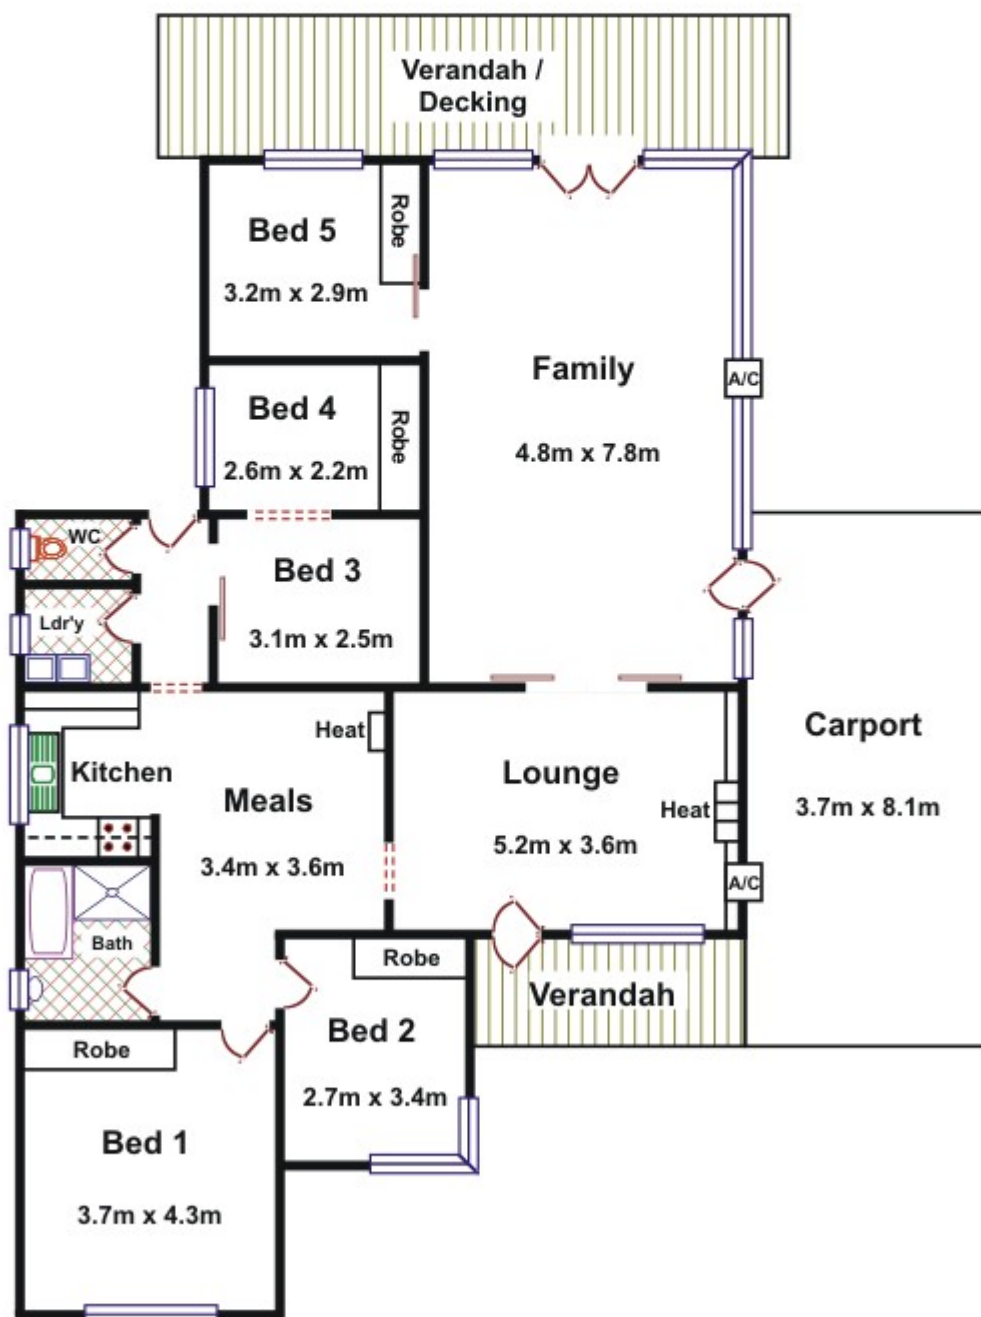 Verandah /
Decking
Bed 5
3.2m x 2.9m
Robe
Family
4.8m x 7.8m
A/C
Bed 4
2.6m x 2.2m
Robe
WC
Bed 3
3.1m x 2.5m
Ldr'y
Heat
Kitchen
Meals
3.4m x 3.6m
Lounge
5.2m x 3.6m
Heat
A/C
Carport
3.7m x 8.1m
Bath
Robe
Verandah
Bed 2
2.7m x 3.4m
Robe
Bed 1
3.7m x 4.3m